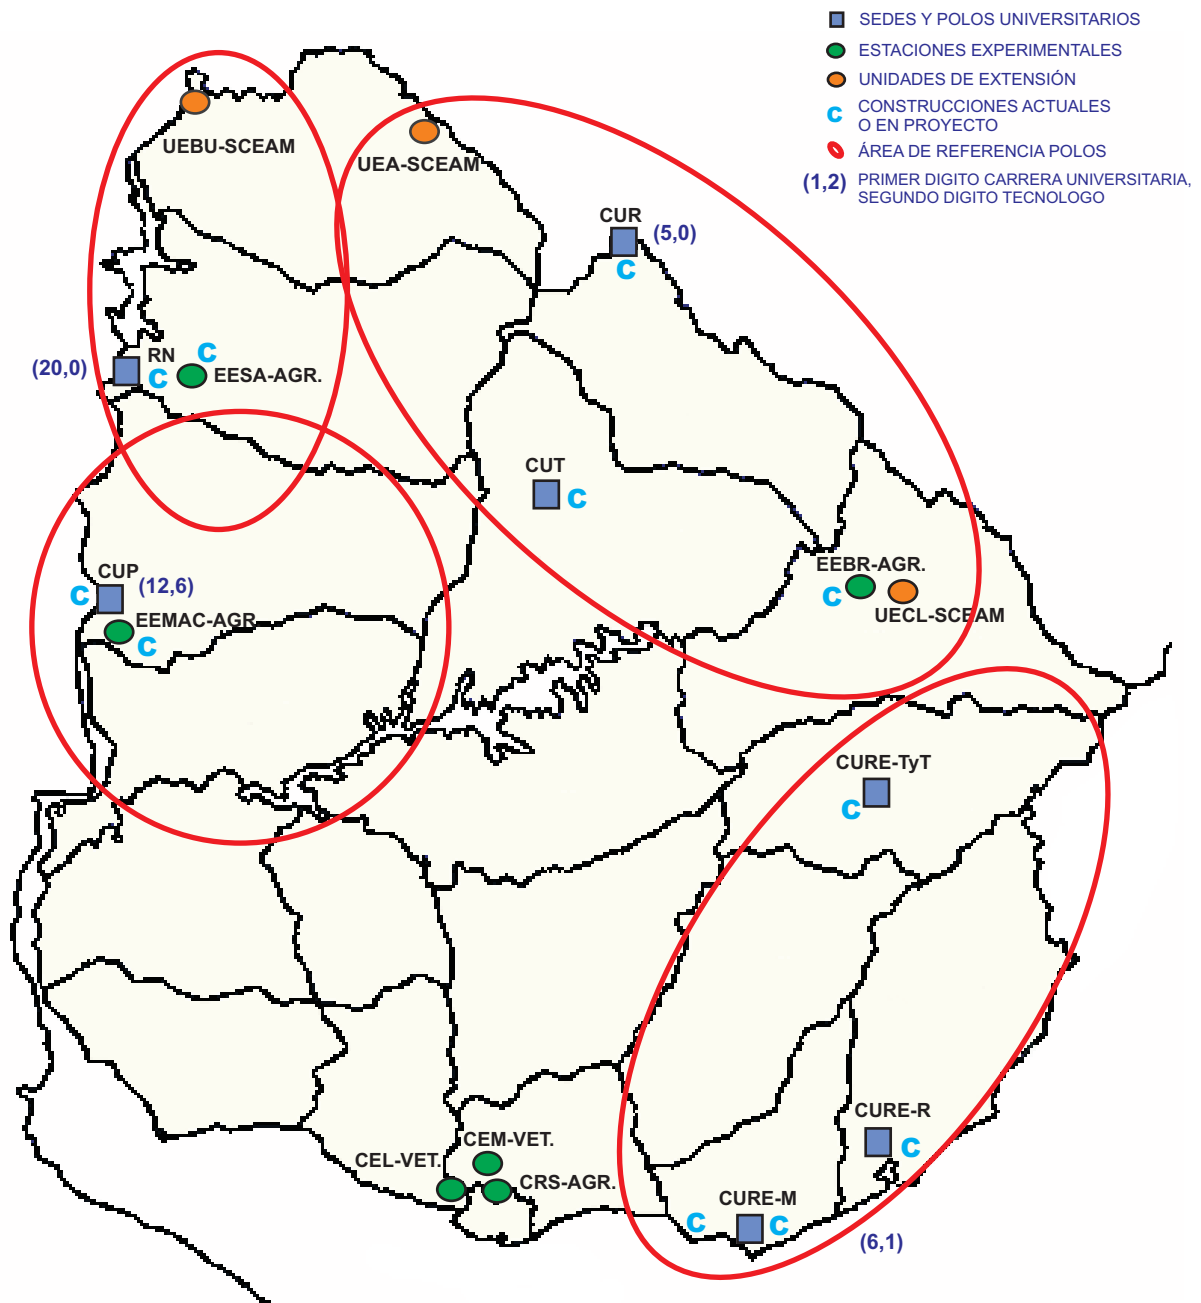 SEDES Y POLOS UNIVERSITARIOS
ESTACIONES EXPERIMENTALES
UNIDADES DE EXTENSIÓN
C CONSTRUCCIONES ACTUALES
O EN PROYECTO
ÁREA DE REFERENCIA POLOS
(1,2) PRIMER DIGITO CARRERA UNIVERSITARIA,
SEGUNDO DIGITO TECNOLOGO
UEBU-SCEAM
UEA-SCEAM
CUR
(5,0)
C
RN
C
(20,0)
C
EESA-AGR.
CUT
C
EEBR-AGR.
C
UECL-SCEAM
CUP
(12,6)
C
EEMAC-AGR
C
CURE-TyT
C
CURE-R
C
CEM-VET.
CEL-VET.
CRS-AGR.
CURE-M
C
C
(6,1)